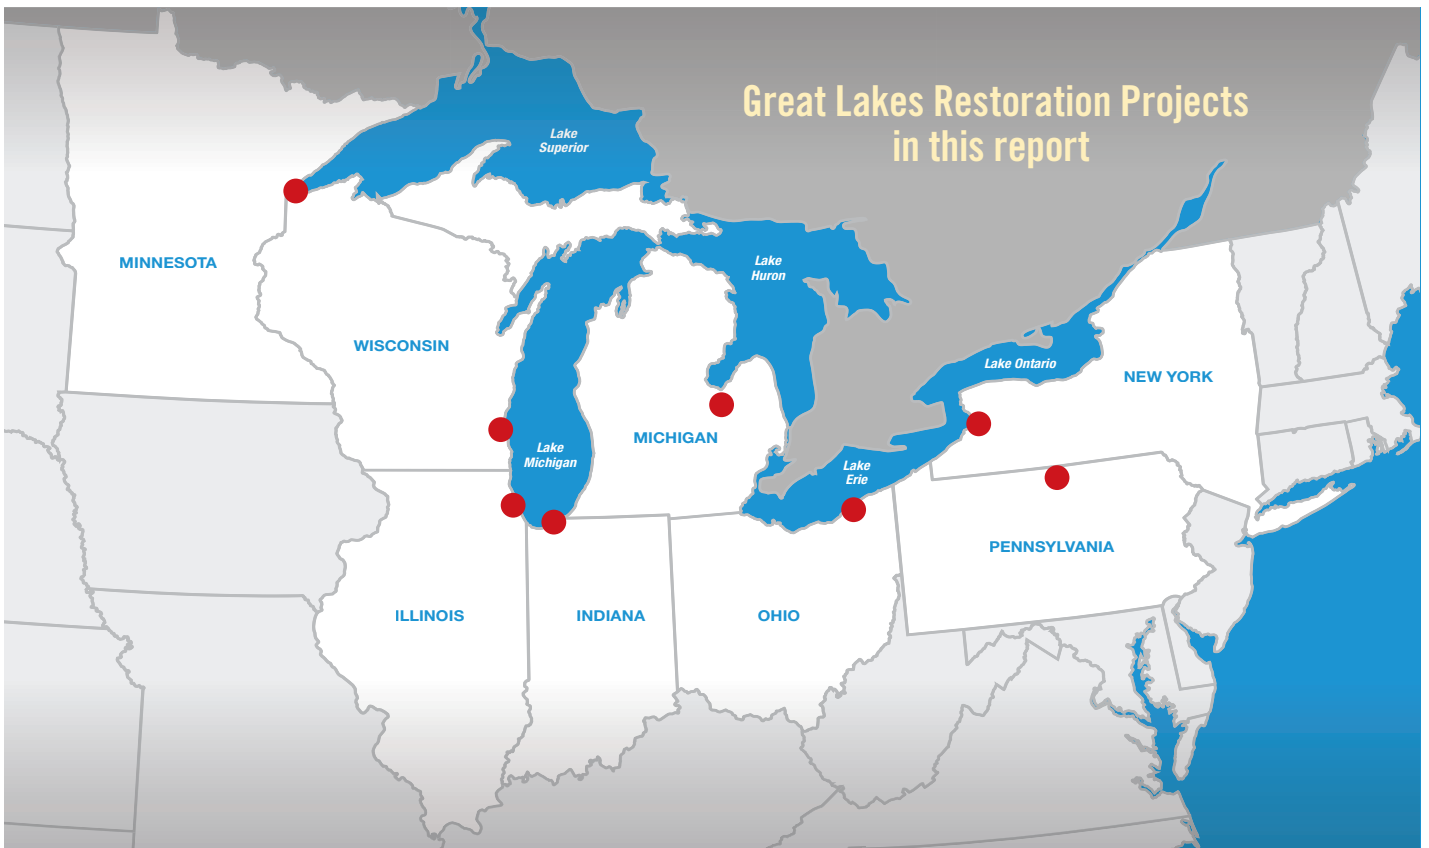 Great Lakes Restoration Projects
in this report
Lake
Superior
MINNESOTA
Lake
Huron
WISCONSIN
Lake Ontario
NEW YORK
MICHIGAN
Lake
Michigan
Lake
Erie
PENNSYLVANIA
ILLINOIS
INDIANA
OHIO